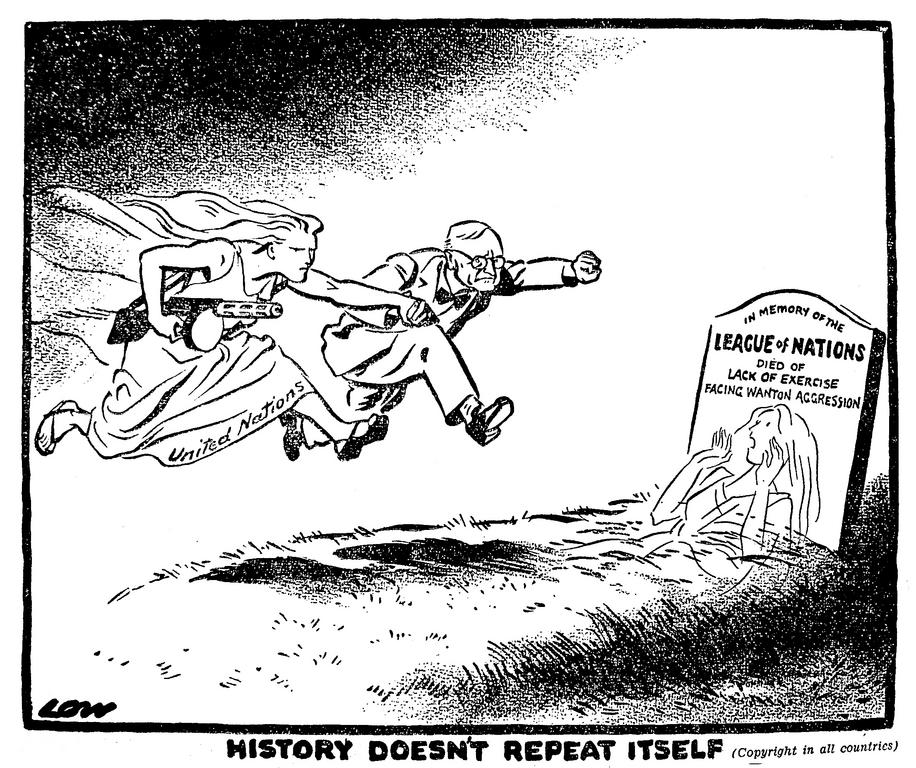 United Nations
IN MEMORY OF THE
LEAGUE of NATIONS
DIED OF
LACK OF EXERCISE
FACING WANTON AGGRESSION
LOW
HISTORY DOESN'T REPEAT ITSELF (Copyright in all countries)